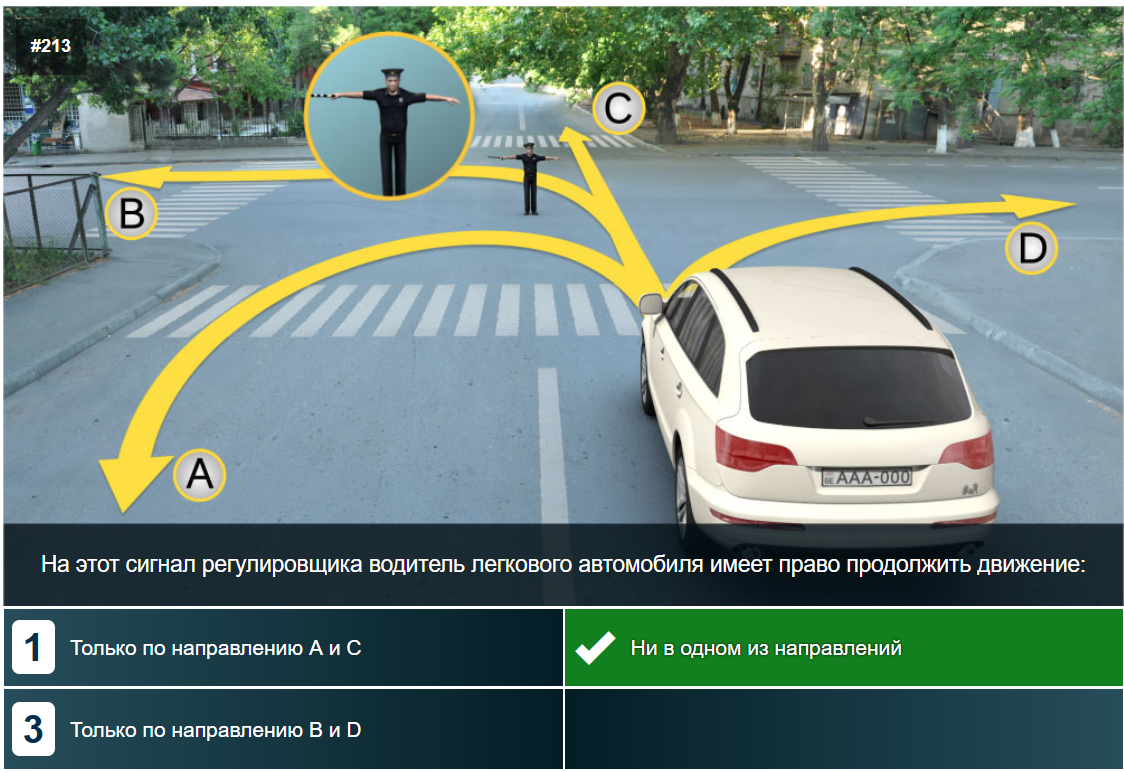 #213
C
B
D
A
GE AAA-000
На этот сигнал регулировщика водитель легкового автомобиля имеет право продолжить движение:
1 Только по направлению А и С
Ни в одном из направлений
3 Только по направлению В и D